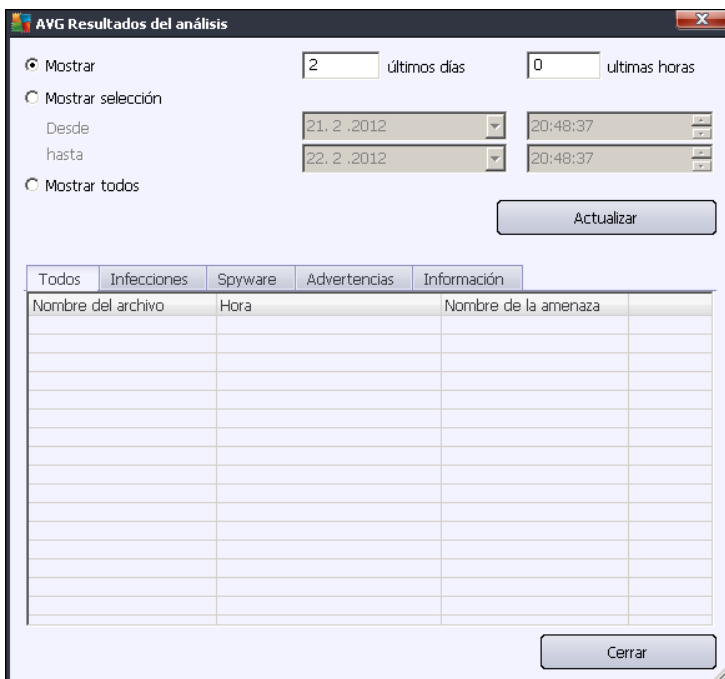 AVG Resultados del análisis
Mostrar 2 últimos días 0 ultimas horas
Mostrar selección
Desde 21. 2 .2012 20:48:37
hasta 22. 2 .2012 20:48:37
Mostrar todos
Actualizar
Todos Infecciones Spyware Advertencias Información
Nombre del archivo Hora Nombre de la amenaza
Cerrar